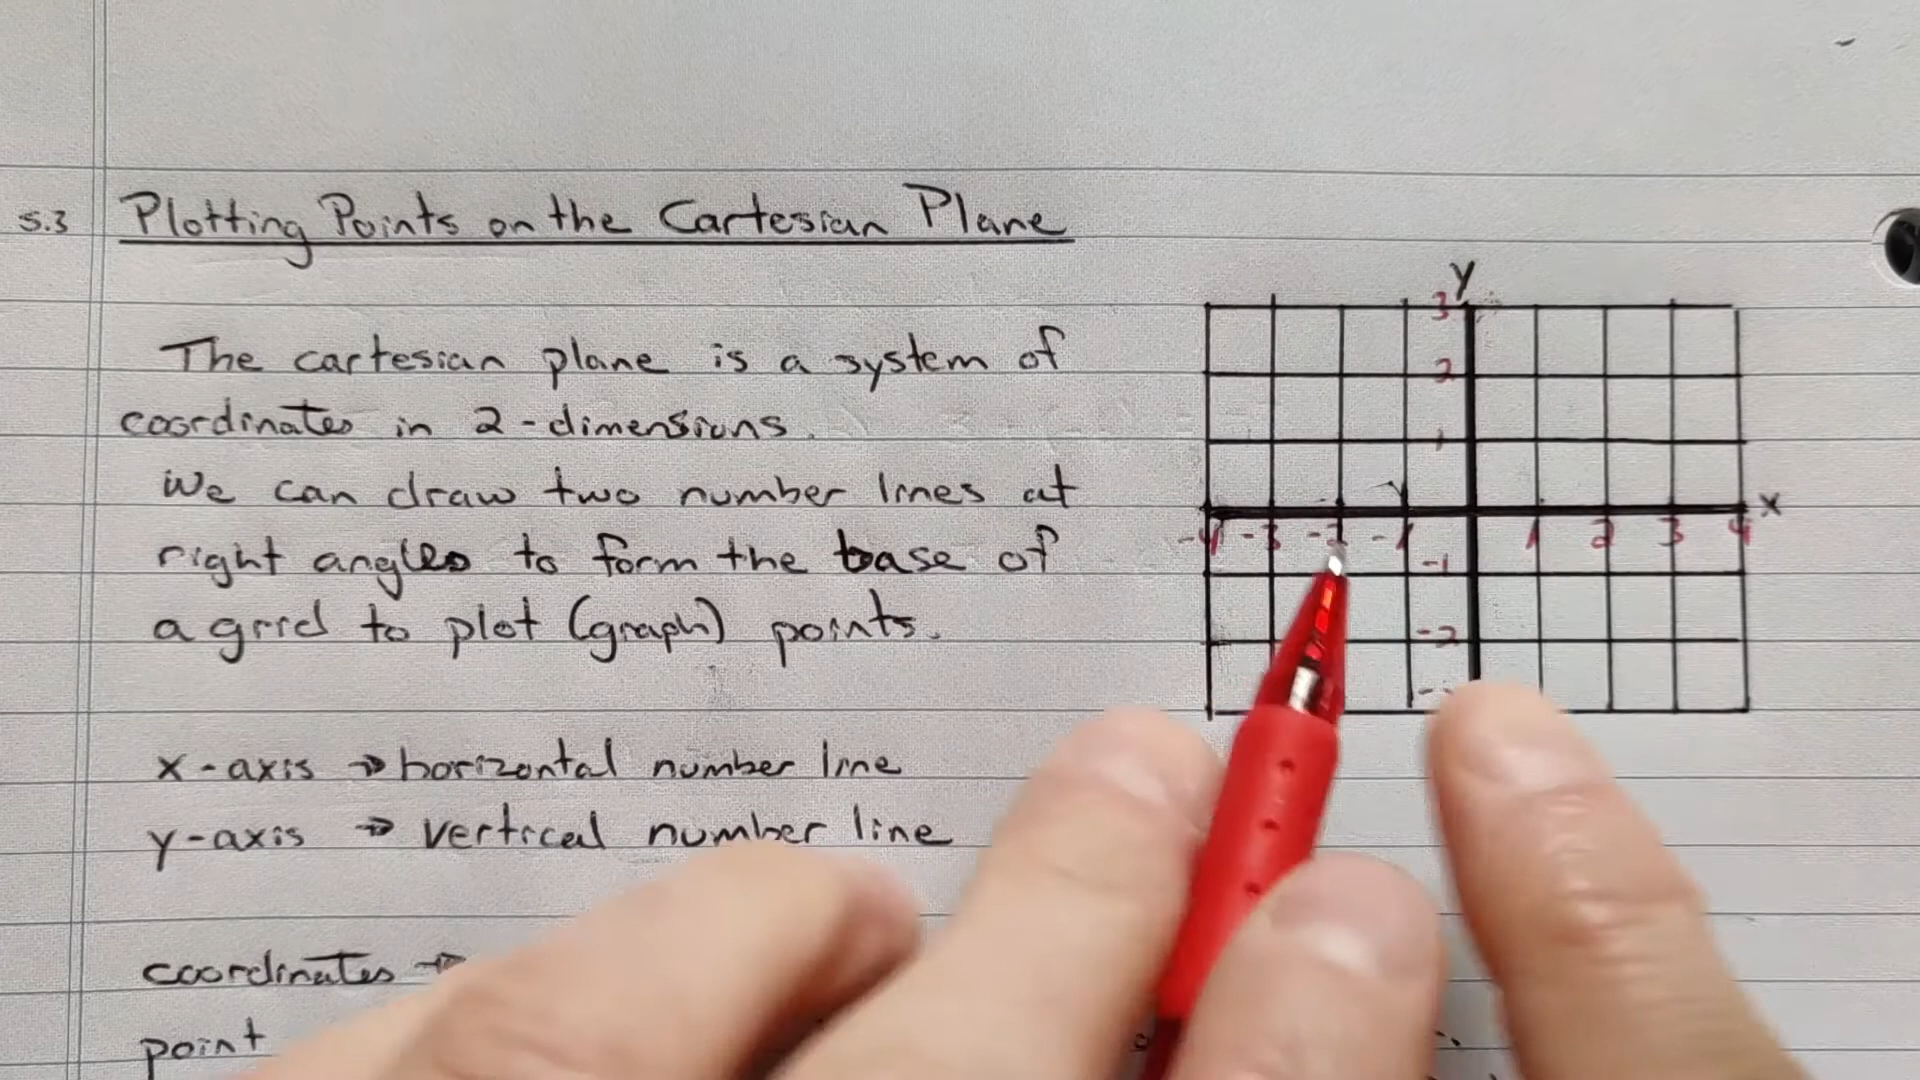 5.3 Plotting Points on the Cartesian Plane
The cartesian plane is a system of
coordinates in 2-dimensions.
We can draw two number lines at
right angles to form the base of
a grid to plot (graph) points.
x-axis → horizontal number line
y-axis → vertical number line
coordinates →
point
y
3
2
1
x
-4 -3 -2 -1 1 2 3 4
-1
-2